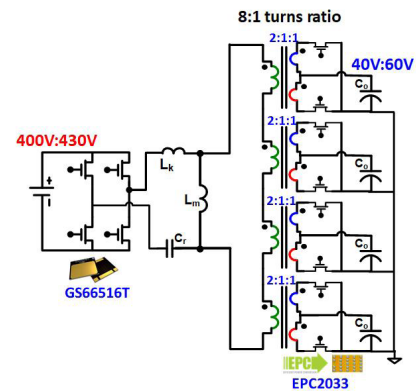 8:1 turns ratio
2:1:1
40V:60V
Co
400V:430V
Lk
Lm
Cr
GS66516T
2:1:1
Co
2:1:1
Co
2:1:1
Co
EPC
EPC2033